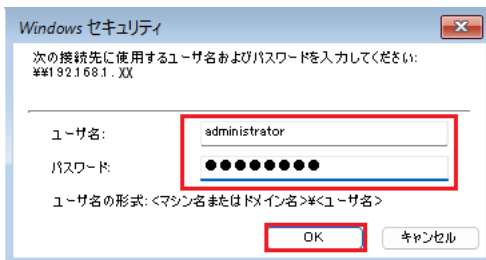 Windows セキュリティ
次の接続先に使用するユーザ名およびパスワードを入力してください:
¥¥192.168.1. XX
ユーザ名:
administrator
パスワード:
●●●●●●●●
ユーザ名の形式: <マシン名またはドメイン名>¥<ユーザ名>
OK
キャンセル